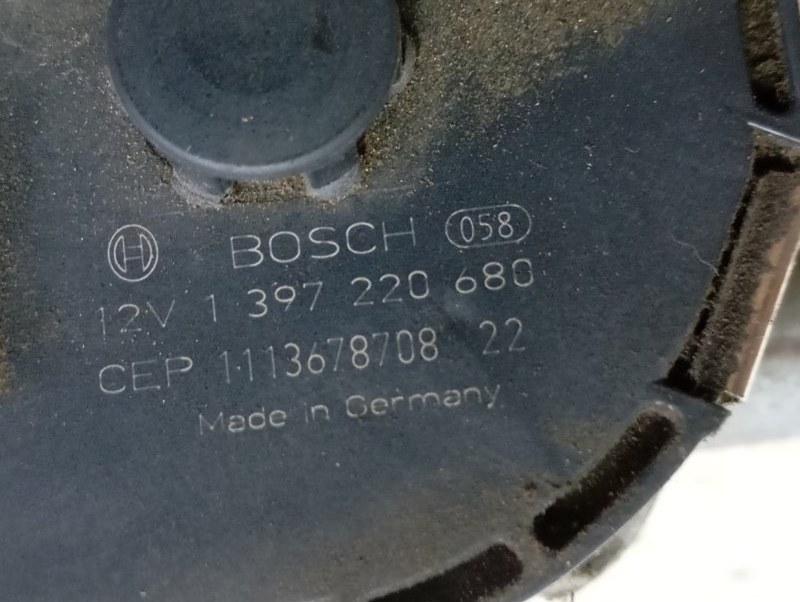 BOSCH 058
12V 1 397 220 680
CEP 1113678708 22
Made in Germany